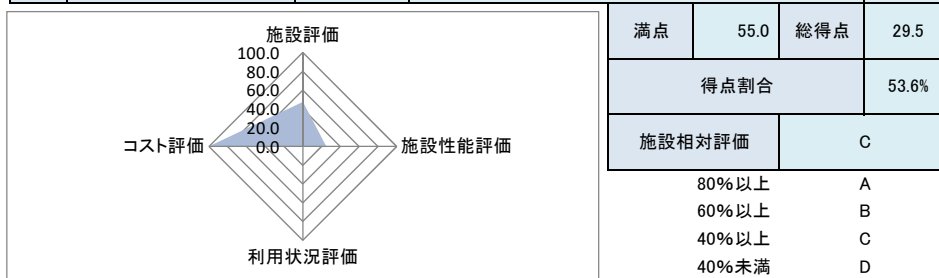 施設評価
100.0
80.0
60.0
40.0
20.0
0.0
コスト評価
施設性能評価
利用状況評価
満点 55.0 総得点 29.5
得点割合 53.6%
施設相対評価 C
80%以上 A
60%以上 B
40%以上 C
40%未満 D